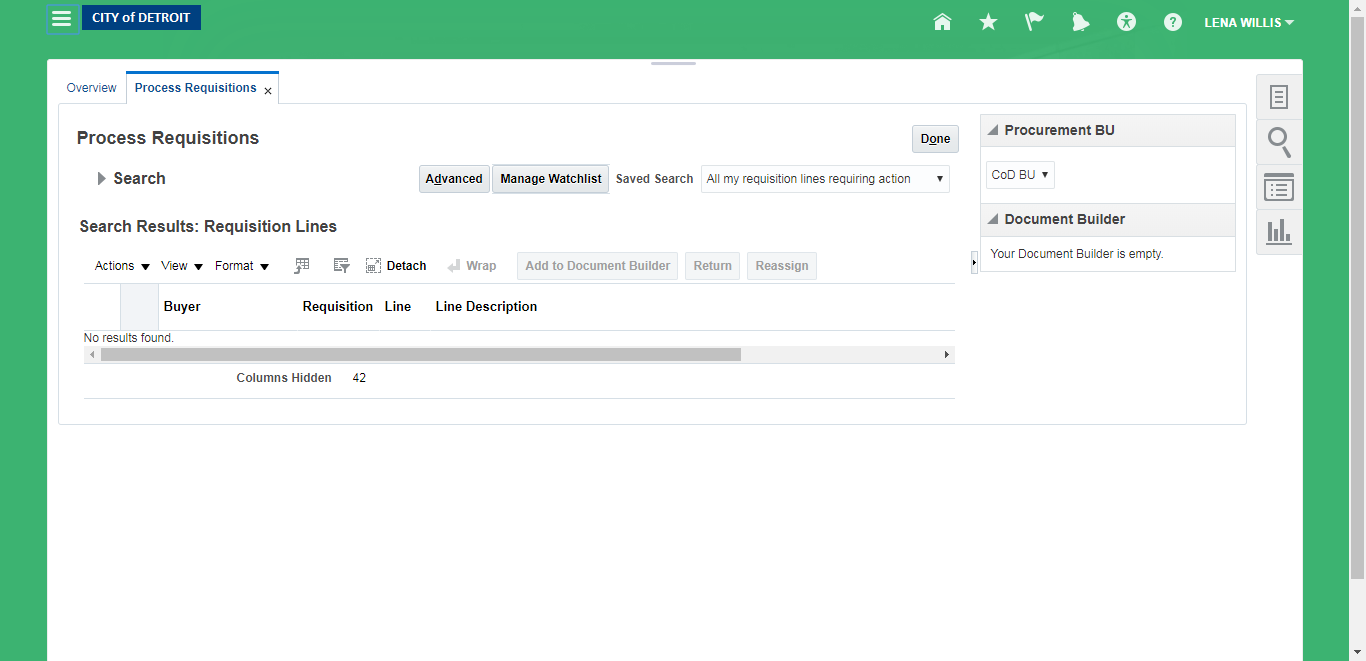 CITY of DETROIT
LENA WILLIS
Overview
Process Requisitions
Process Requisitions
Done
Search
Advanced
Manage Watchlist
Saved Search
All my requisition lines requiring action
Search Results: Requisition Lines
Actions
View
Format
Detach
Wrap
Add to Document Builder
Return
Reassign
Buyer
Requisition
Line
Line Description
No results found.
Columns Hidden 42
Procurement BU
CoD BU
Document Builder
Your Document Builder is empty.